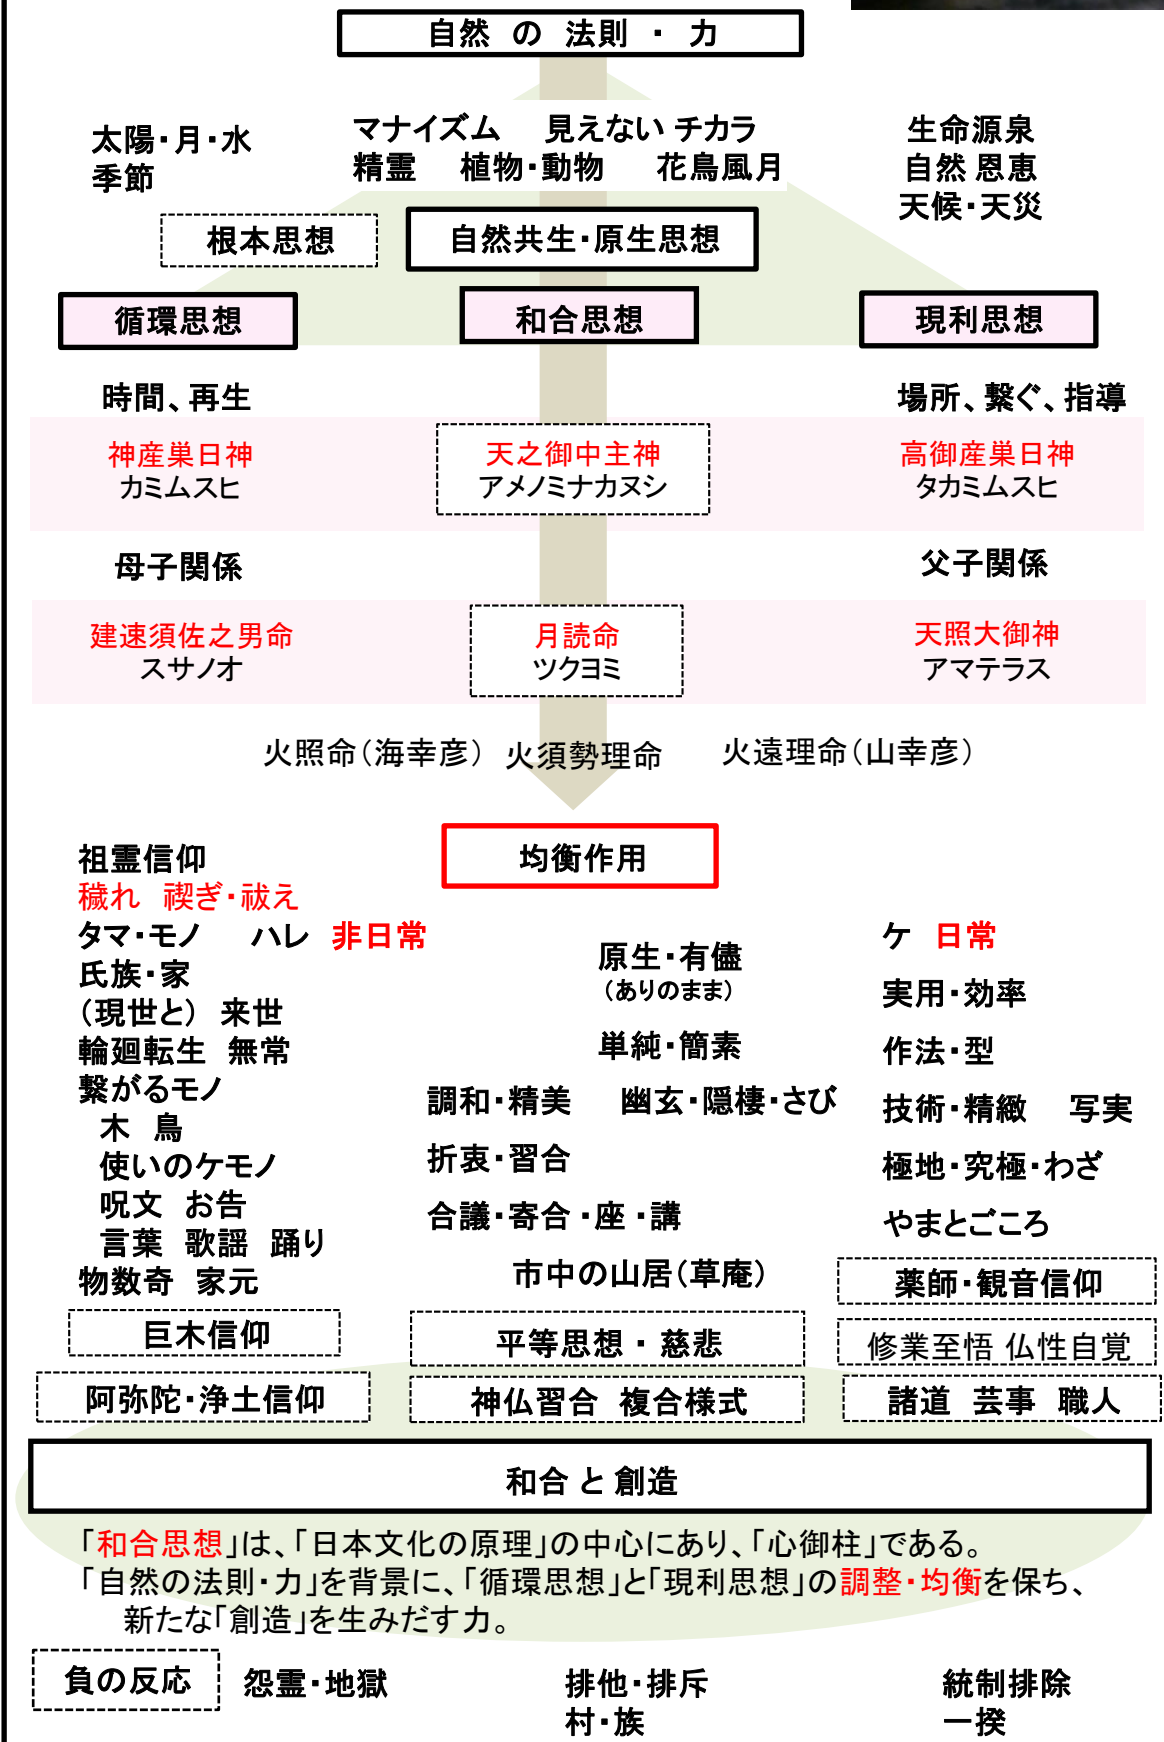 自然 の 法則 ・ 力
太陽・月・水
季節
マナイズム 見えない チカラ
精霊 植物・動物 花鳥風月
生命源泉
自然 恩恵
天候・天災
根本思想
自然共生・原生思想
循環思想
和合思想
現利思想
時間、再生
場所、繋ぐ、指導
神産巣日神
カミムスヒ
天之御中主神
アメノミナカヌシ
高御産巣日神
タカミムスヒ
母子関係
父子関係
建速須佐之男命
スサノオ
月読命
ツクヨミ
天照大御神
アマテラス
火照命(海幸彦) 火須勢理命 火遠理命(山幸彦)
均衡作用
祖霊信仰
穢れ 禊ぎ・祓え
タマ・モノ ハレ 非日常
氏族・家
(現世と) 来世
輪廻転生 無常
繋がるモノ
木 鳥
使いのケモノ
呪文 お告
言葉 歌謡 踊り
物数奇 家元
原生・有儘
(ありのまま)
単純・簡素
調和・精美 幽玄・隠棲・さび
折衷・習合
合議・寄合・座・講
市中の山居(草庵)
ケ 日常
実用・効率
作法・型
技術・精緻 写実
極地・究極・わざ
やまとごころ
巨木信仰
平等思想・慈悲
薬師・観音信仰
修業至悟 仏性自覚
阿弥陀・浄土信仰
神仏習合 複合様式
諸道 芸事 職人
和合 と 創造
「和合思想」は、「日本文化の原理」の中心にあり、「心御柱」である。
「自然の法則・力」を背景に、「循環思想」と「現利思想」の調整・均衡を保ち、
新たな「創造」を生みだす力。
負の反応
怨霊・地獄
排他・排斥
村・族
統制排除
一揆